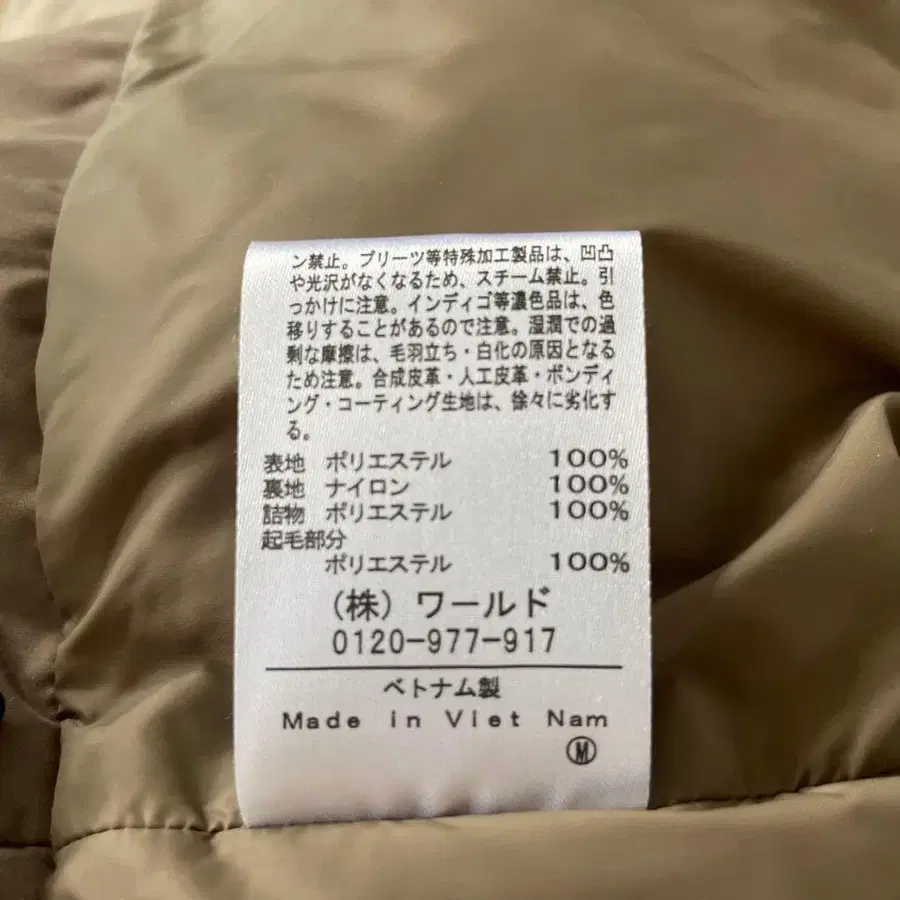 ン禁止。プリーツ等特殊加工製品は、凹凸
や光沢がなくなるため、スチーム禁止。引
っかけに注意。インディゴ等濃色品は、色
移りすることがあるので注意。湿潤での過
剰な摩擦は、毛羽立ち・白化の原因となる
ため注意。合成皮革・人工皮革・ボンディ
ング・コーティング生地は、徐々に劣化す
る。
表地 ポリエステル 100%
裏地 ナイロン 100%
詰物 ポリエステル 100%
起毛部分
ポリエステル 100%
(株) ワールド
0120-977-917
ベトナム製
Made in Viet Nam
Ⓜ